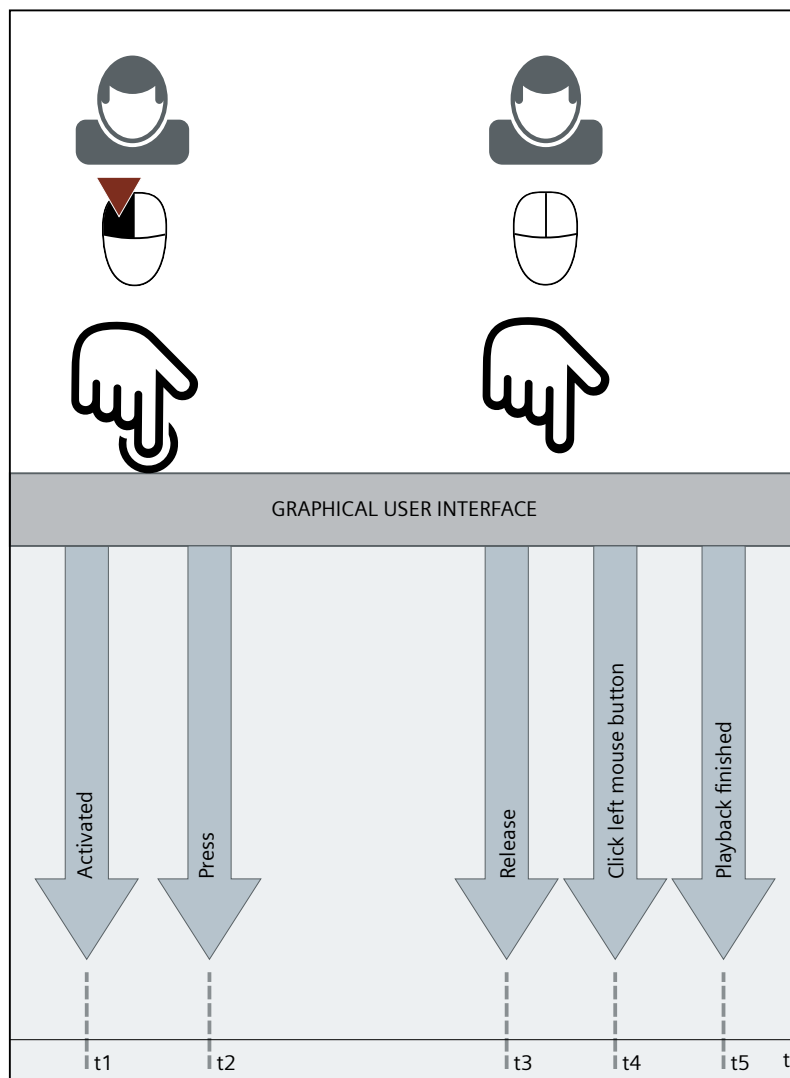 GRAPHICAL USER INTERFACE
Activated
Press
Release
Click left mouse button
Playback finished
t1
t2
t3
t4
t5
t